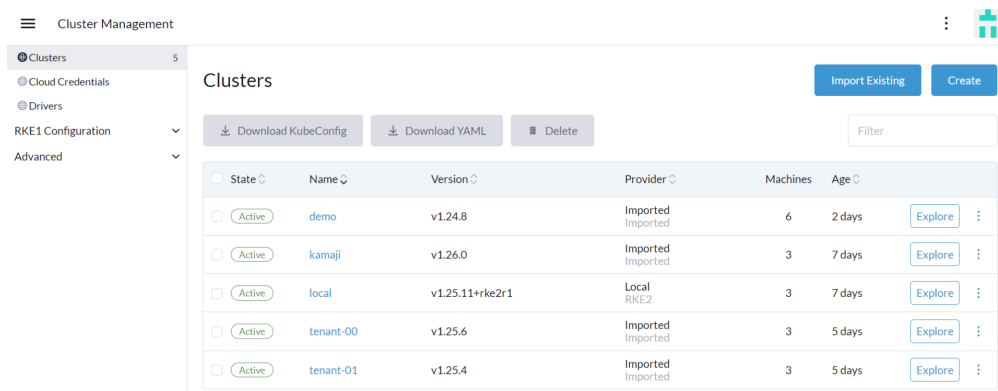 Cluster Management
Clusters 5
Cloud Credentials
Drivers
RKE1 Configuration
Advanced
Clusters
Import Existing Create
Download KubeConfig Download YAML Delete
Filter
State Name Version Provider Machines Age
Active demo v1.24.8 Imported 6 2 days Explore
Imported
Active kamaji v1.26.0 Imported 3 7 days Explore
Imported
Active local v1.25.11+rke2r1 Local 3 7 days Explore
RKE2
Active tenant-00 v1.25.6 Imported 3 5 days Explore
Imported
Active tenant-01 v1.25.4 Imported 3 5 days Explore
Imported